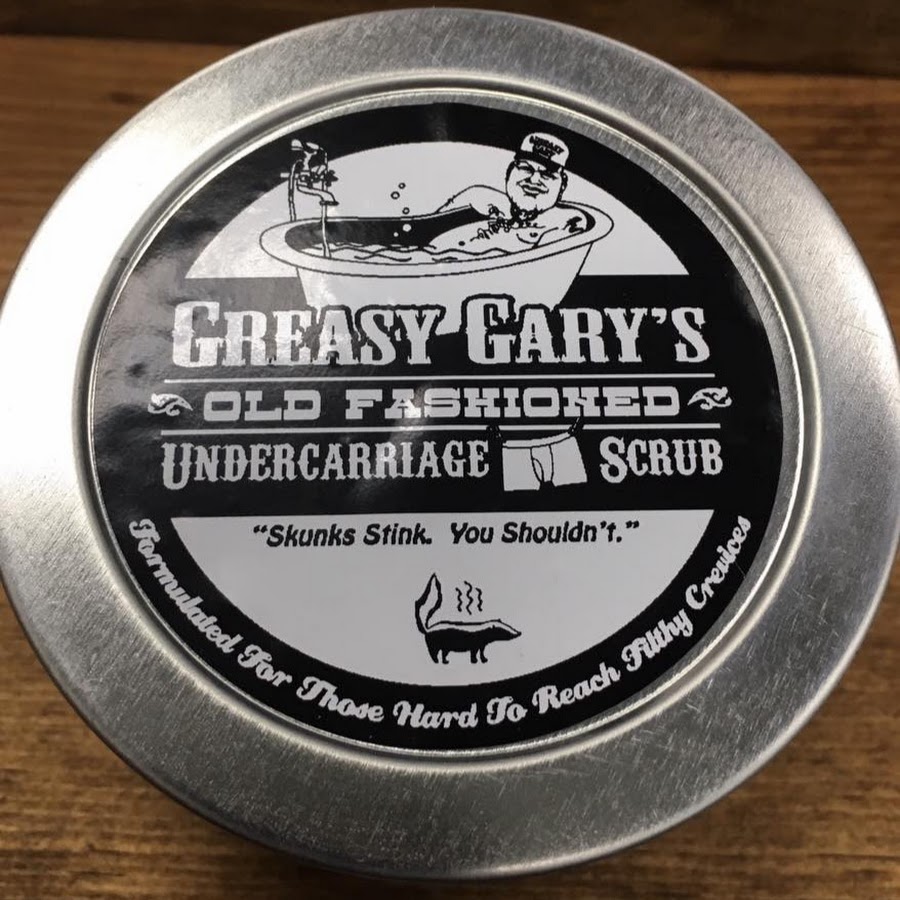 GREASY GARY'S
OLD FASHIONED
UNDERCARRIAGE SCRUB
"Skunks Stink. You Shouldn't."
Formulated For Those Hard To Reach Filthy Crevices